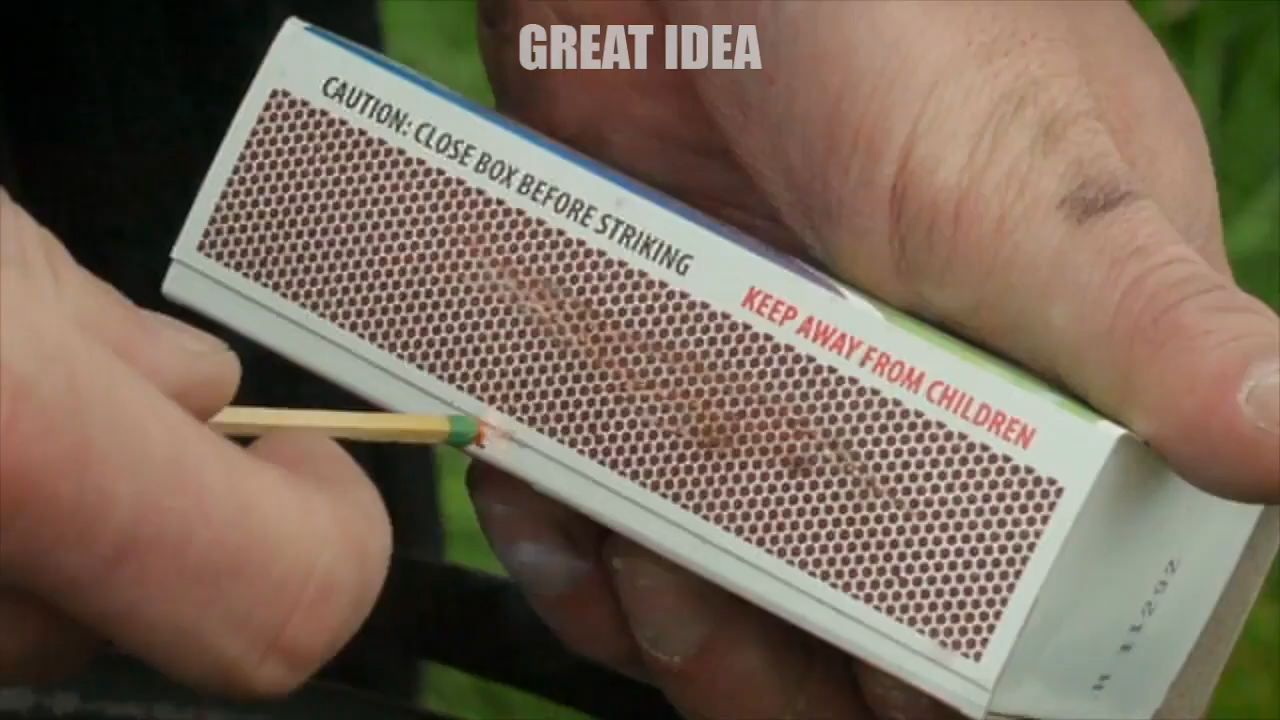 GREAT IDEA
CAUTION: CLOSE BOX BEFORE STRIKING
KEEP AWAY FROM CHILDREN